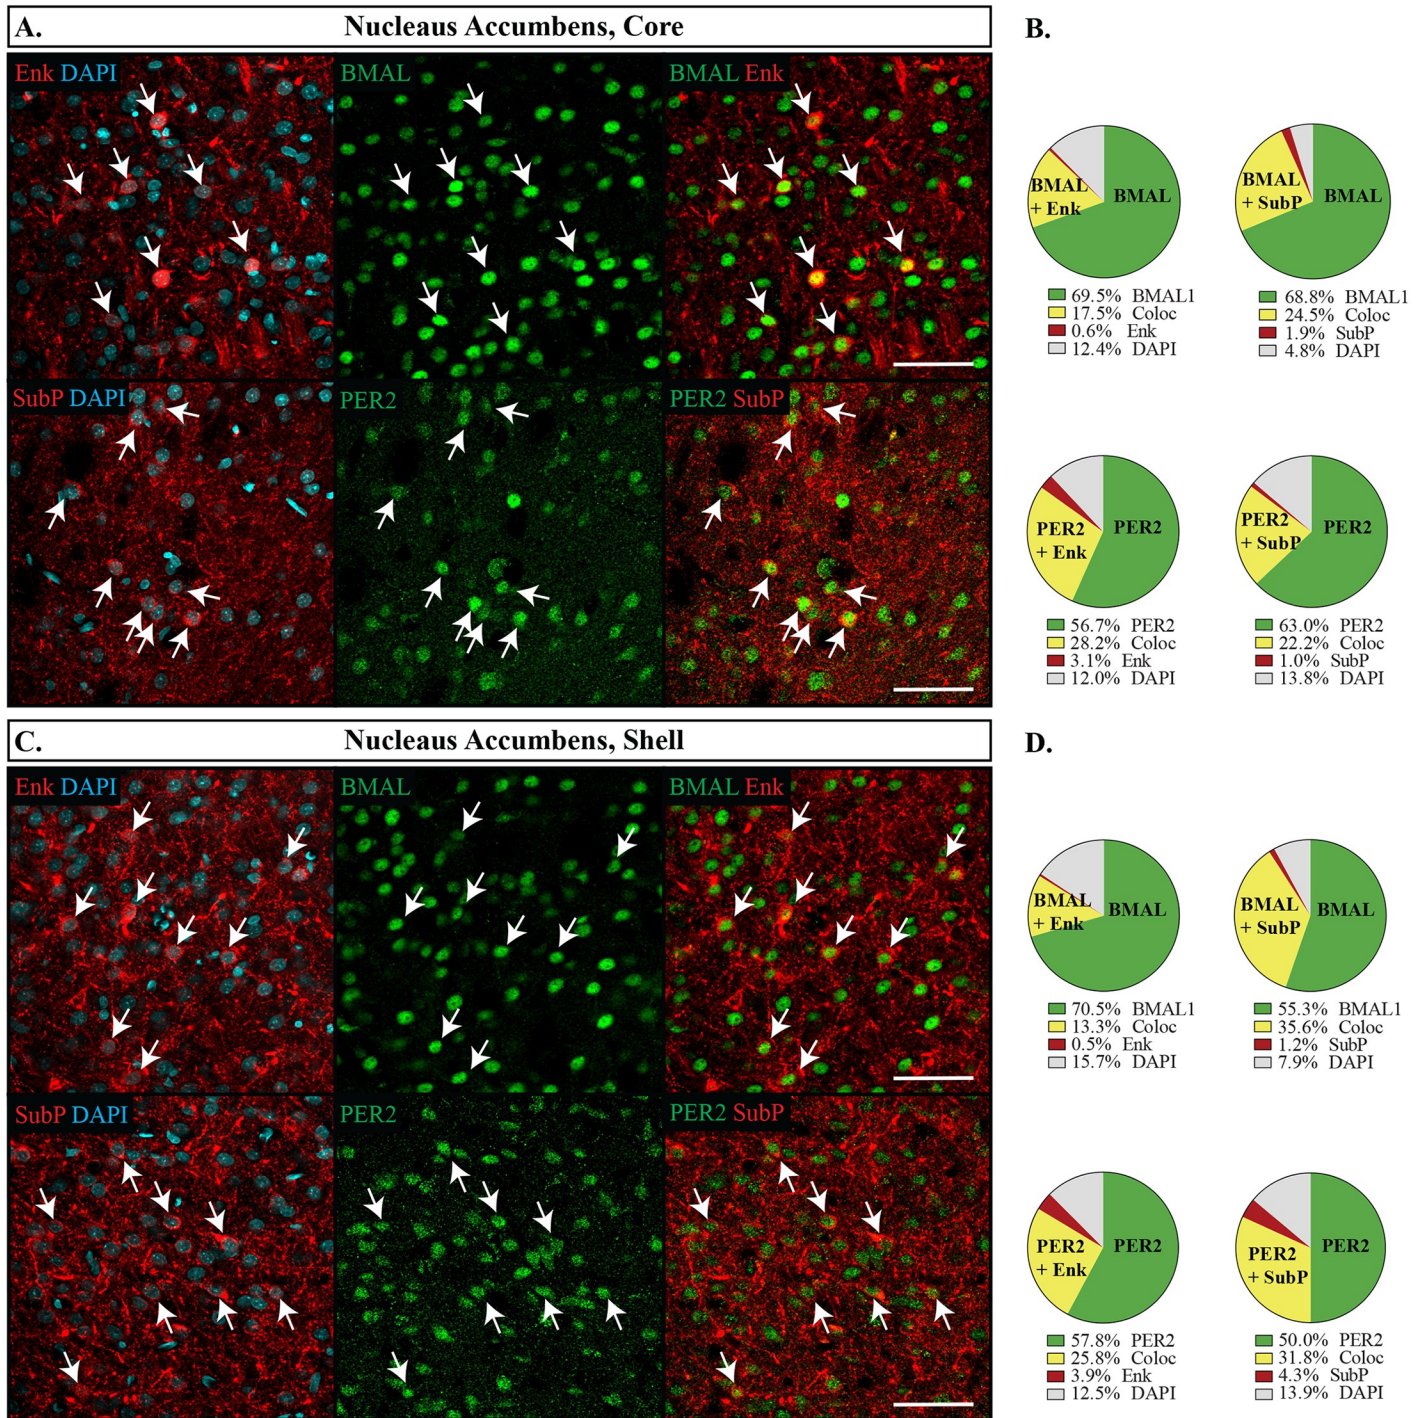 A. Nucleaus Accumbens, Core
Enk DAPI
BMAL
BMAL Enk
SubP DAPI
PER2
PER2 SubP
B.
BMAL
+ Enk
BMAL
69.5% BMAL1
17.5% Coloc
0.6% Enk
12.4% DAPI
BMAL
+ SubP
BMAL
68.8% BMAL1
24.5% Coloc
1.9% SubP
4.8% DAPI
PER2
+ Enk
PER2
56.7% PER2
28.2% Coloc
3.1% Enk
12.0% DAPI
PER2
+ SubP
PER2
63.0% PER2
22.2% Coloc
1.0% SubP
13.8% DAPI
C. Nucleaus Accumbens, Shell
Enk DAPI
BMAL
BMAL Enk
SubP DAPI
PER2
PER2 SubP
D.
BMAL
+ Enk
BMAL
70.5% BMAL1
13.3% Coloc
0.5% Enk
15.7% DAPI
BMAL
+ SubP
BMAL
55.3% BMAL1
35.6% Coloc
1.2% SubP
7.9% DAPI
PER2
+ Enk
PER2
57.8% PER2
25.8% Coloc
3.9% Enk
12.5% DAPI
PER2
+ SubP
PER2
50.0% PER2
31.8% Coloc
4.3% SubP
13.9% DAPI